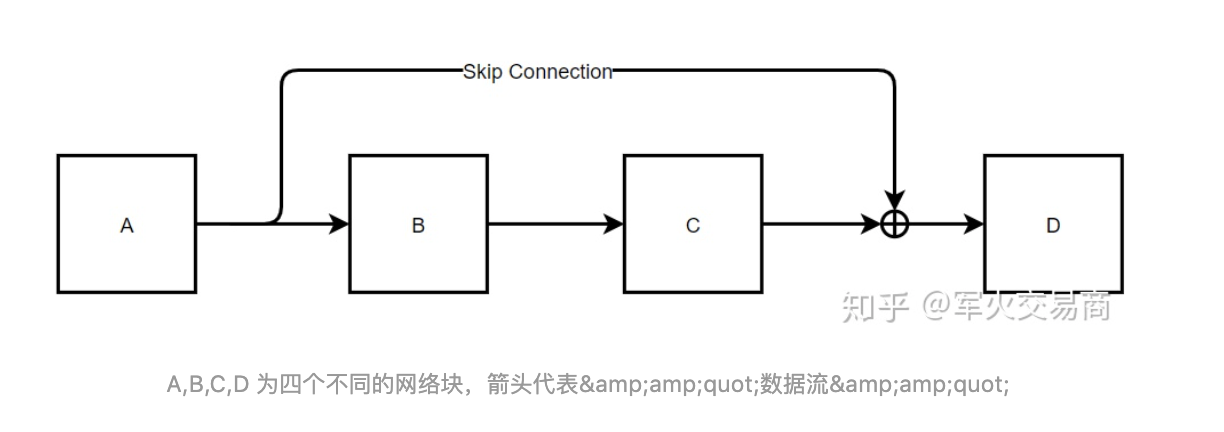 Skip Connection
A
B
C
D
知乎 @军火交易商
A,B,C,D 为四个不同的网络块，箭头代表&amp;amp;quot;数据流&amp;amp;quot;